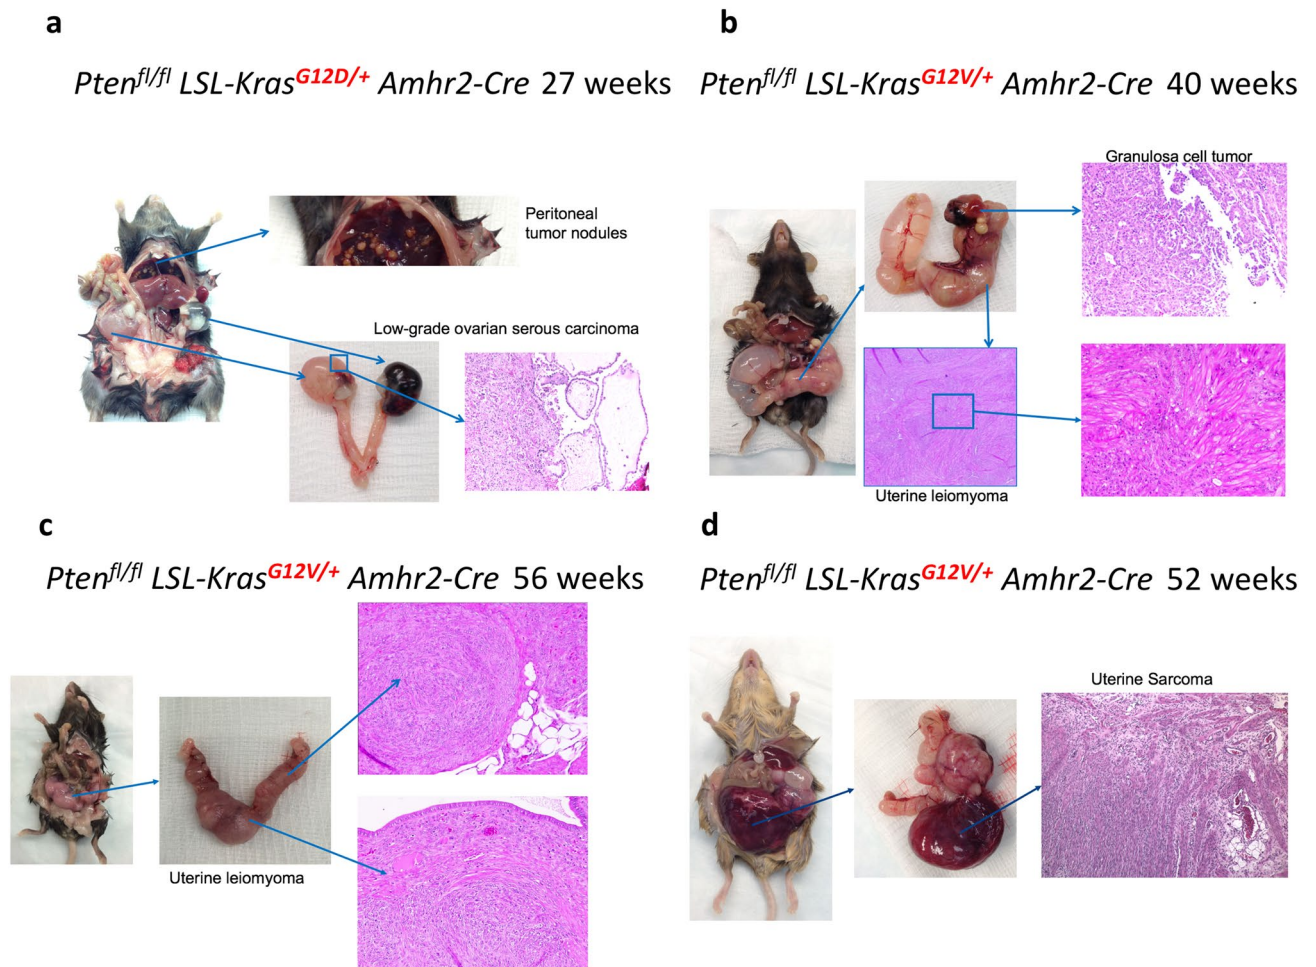 a
Pten^fl/fl LSL-Kras^G12D/+ Amhr2-Cre 27 weeks
Peritoneal
tumor nodules
Low-grade ovarian serous carcinoma
b
Pten^fl/fl LSL-Kras^G12V/+ Amhr2-Cre 40 weeks
Granulosa cell tumor
Uterine leiomyoma
c
Pten^fl/fl LSL-Kras^G12V/+ Amhr2-Cre 56 weeks
Uterine leiomyoma
d
Pten^fl/fl LSL-Kras^G12V/+ Amhr2-Cre 52 weeks
Uterine Sarcoma